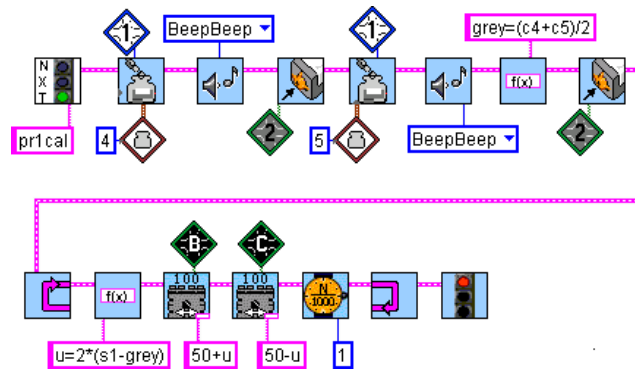 1
BeepBeep
1
grey=(c4+c5)/2
N
X
T
f(x)
pr1cal
4
2
5
BeepBeep
2
B
C
100
100
N
1000
f(x)
u=2*(s1-grey)
50+u
50-u
1